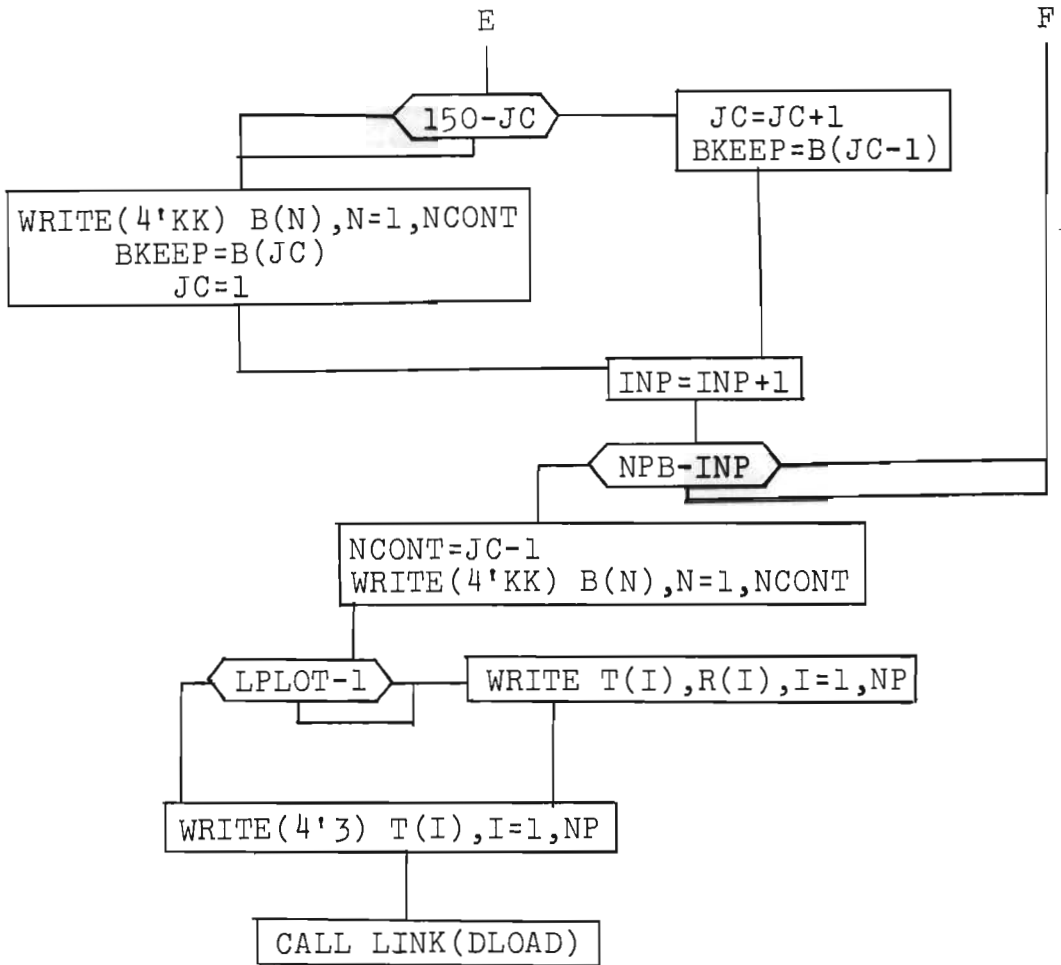 E
F
150-JC
JC=JC+1
BKEEP=B(JC-1)
WRITE(4'KK) B(N),N=1,NCONT
BKEEP=B(JC)
JC=1
INP=INP+1
NPB-INP
NCONT=JC-1
WRITE(4'KK) B(N),N=1,NCONT
LPLOT-1
WRITE T(I),R(I),I=1,NP
WRITE(4'3) T(I),I=1,NP
CALL LINK(DLOAD)